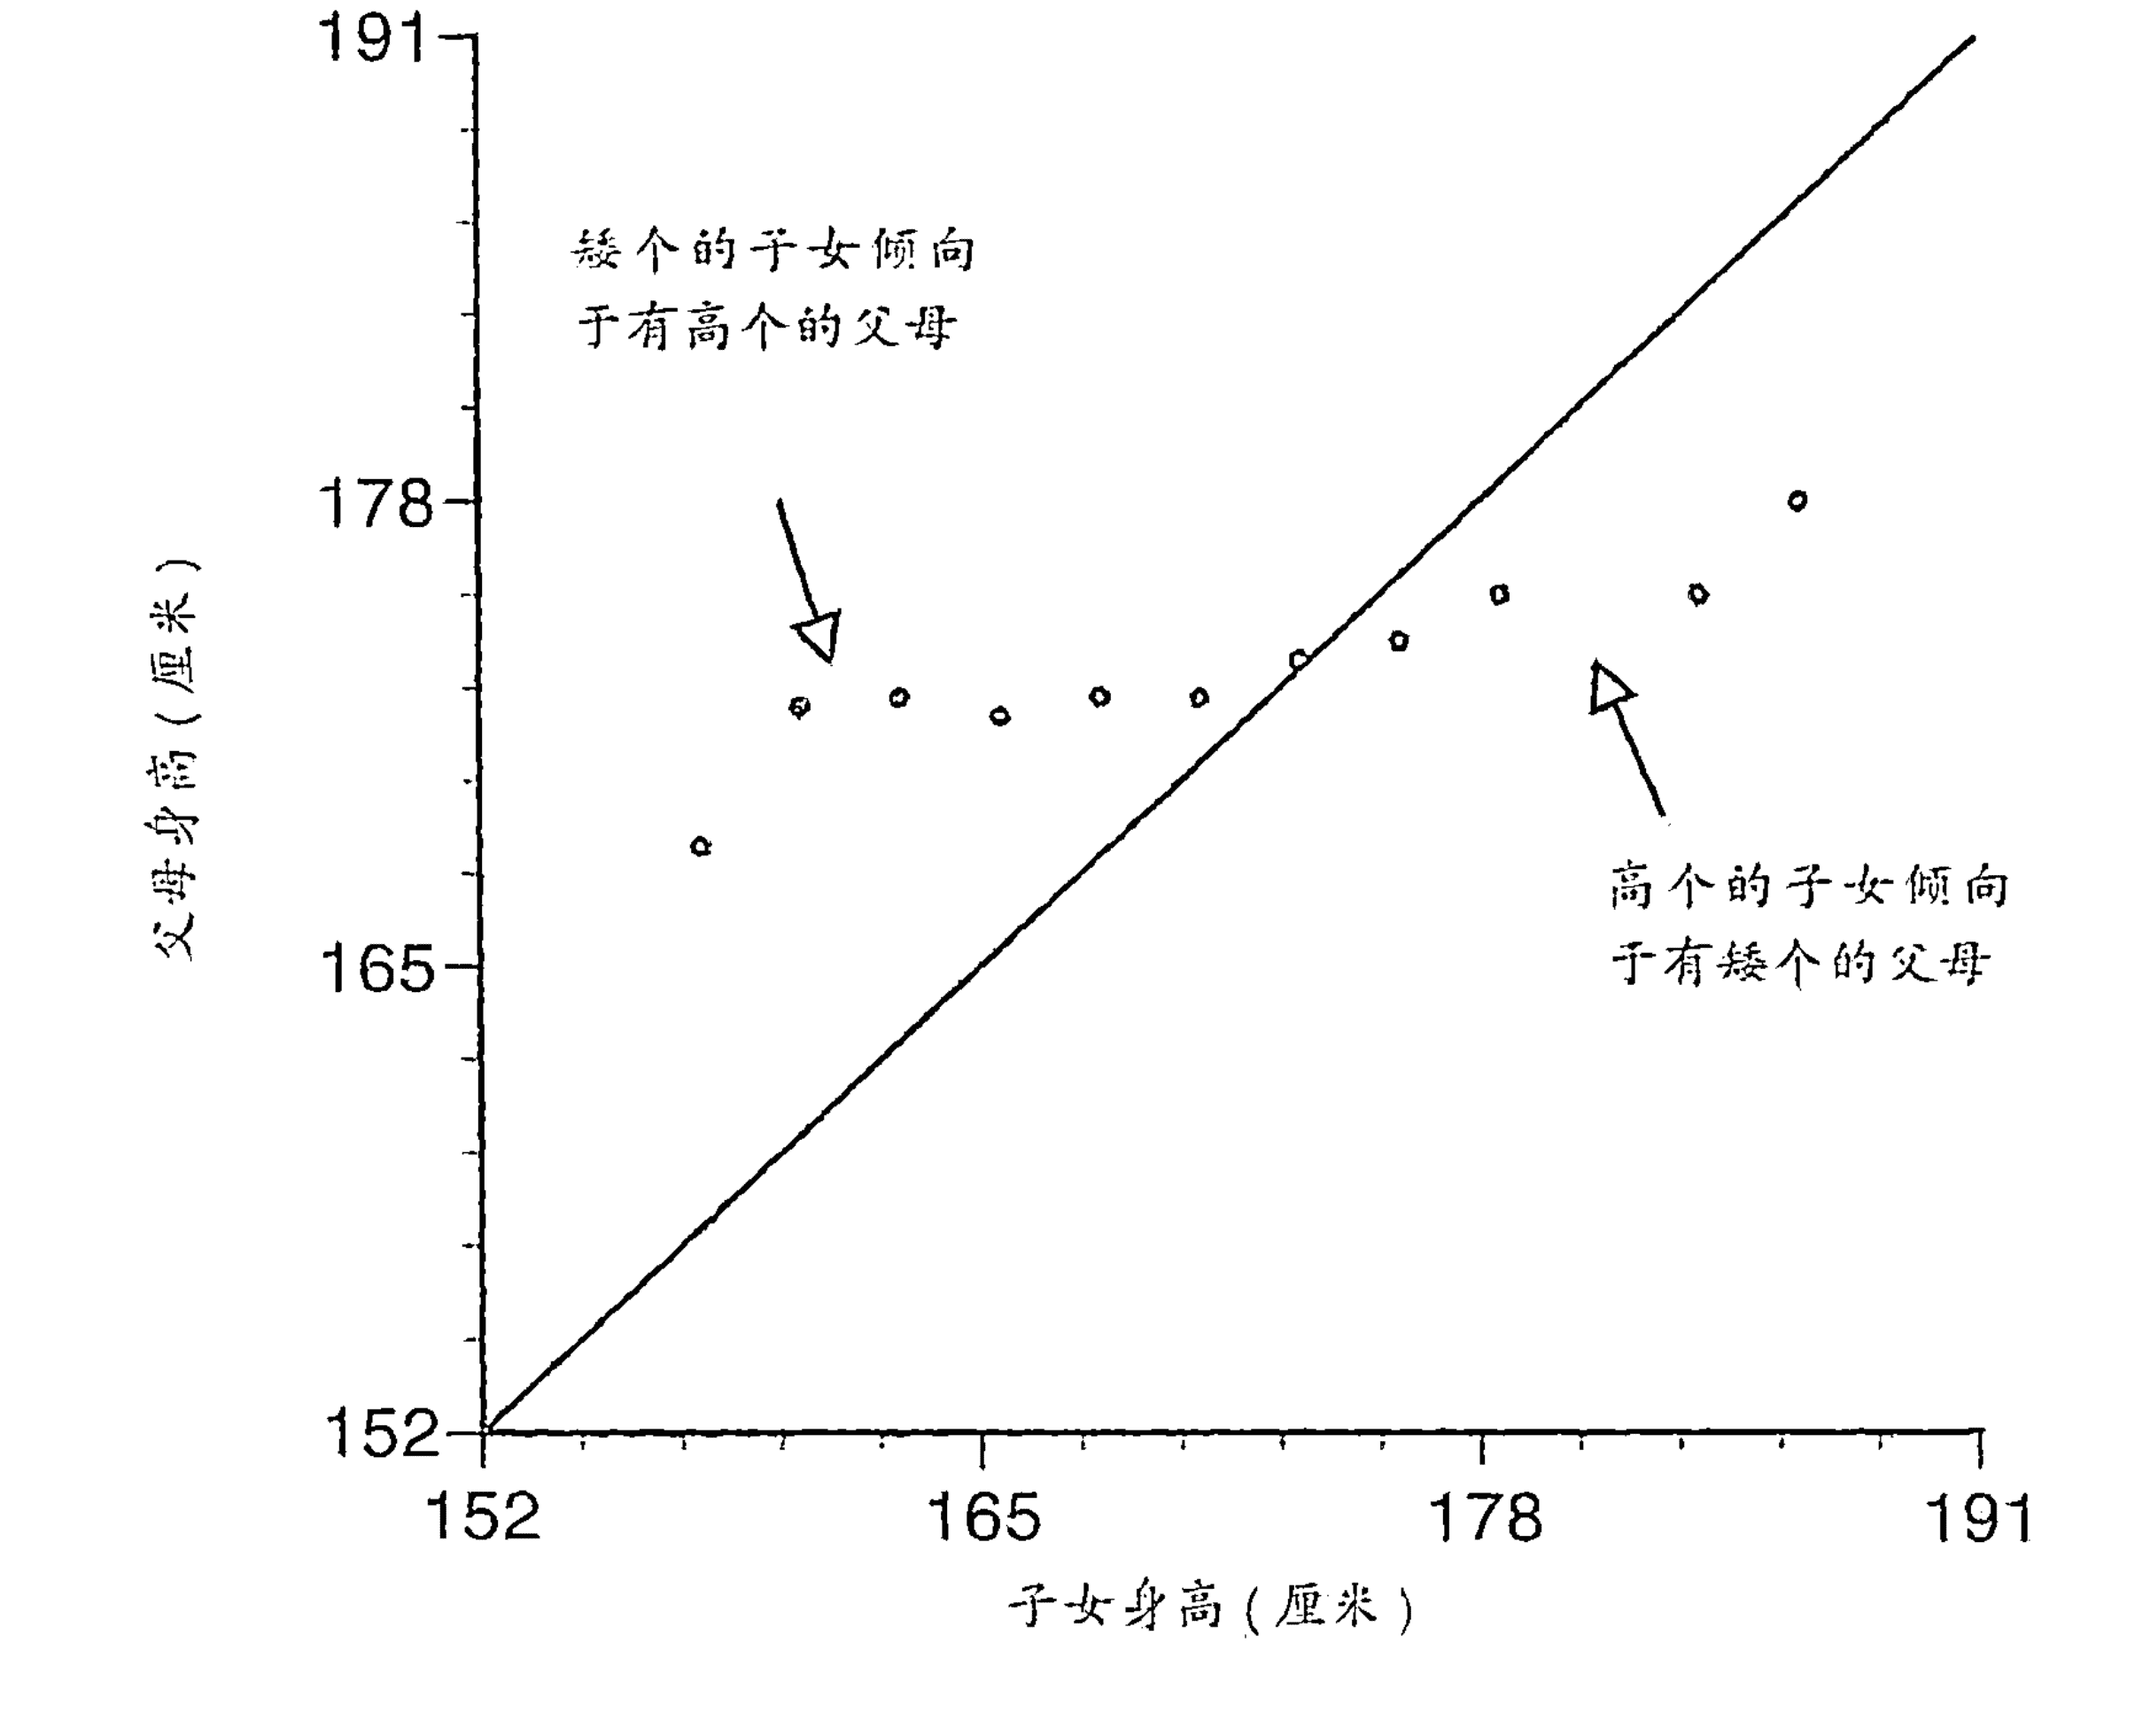 191
矮个的子女倾向
于有高个的父母
178
父母身高(厘米)
高个的子女倾向
于有矮个的父母
165
152
152 165 178 191
子女身高(厘米)